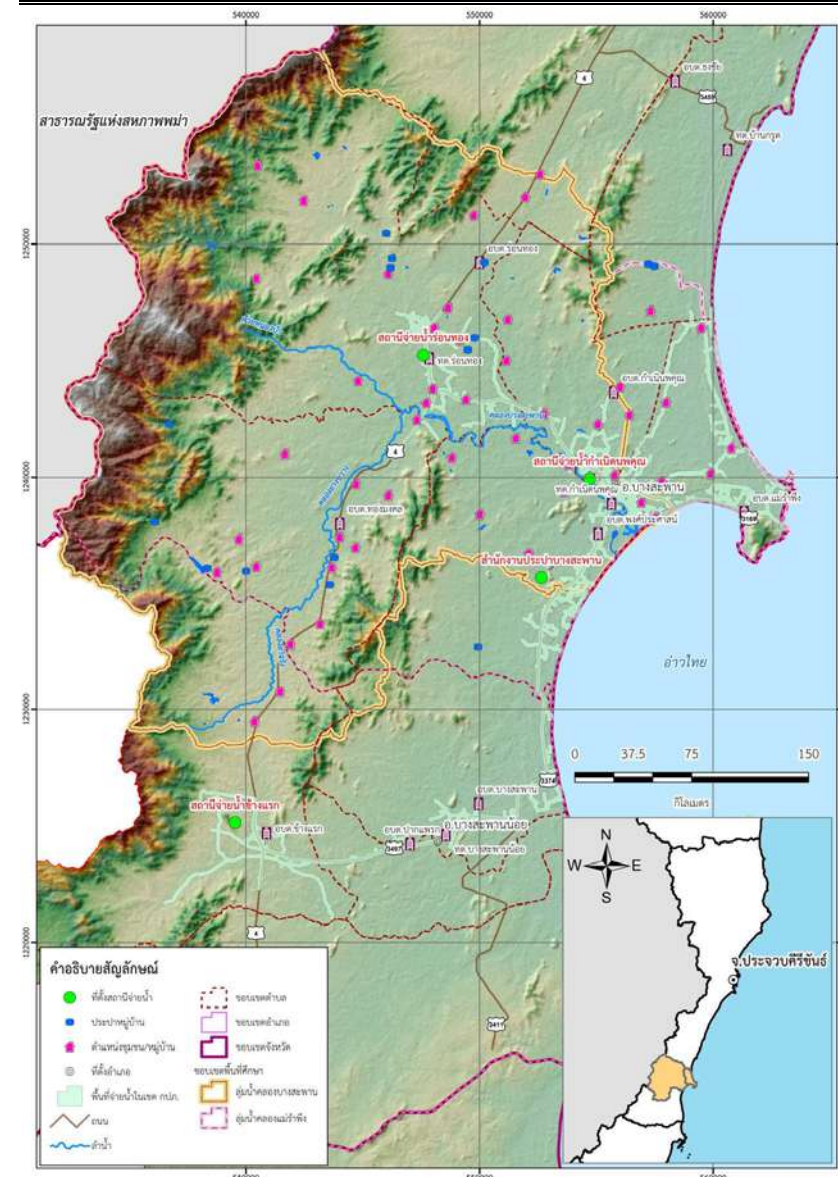 540000
550000
560000
สาธารณรัฐแห่งสหภาพพม่า
อบต.ธงชัย
4
3459
ทต.บ้านกรูด
1250000
อบต.ร่อนทอง
สถานีจ่ายน้ำร่อนทอง
ทต.ร่อนทอง
อบต.กำเนิดนพคุณ
คลองบางสะพาน
4
1240000
สถานีจ่ายน้ำกำเนิดนพคุณ
ทต.กำเนิดนพคุณ
อ.บางสะพาน
อบต.แม่รำพึง
3169
อบต.ทองมงคล
อบต.พงศ์ประศาสน์
สำนักงานประปาบางสะพาน
อ่าวไทย
1230000
0 37.5 75 150
กิโลเมตร
3374
สถานีจ่ายน้ำช้างแรก
อบต.ช้างแรก
อบต.บางสะพาน
อบต.ปากแพรก
อ.บางสะพานน้อย
3497
ทต.บางสะพานน้อย
4
1220000
3411
N
W E
S
จ.ประจวบคีรีขันธ์
คำอธิบายสัญลักษณ์
ที่ตั้งสถานีจ่ายน้ำ
ประปาหมู่บ้าน
ตำแหน่งชุมชน/หมู่บ้าน
ที่ตั้งอำเภอ
พื้นที่จ่ายน้ำในเขต กปภ.
ถนน
ลำน้ำ
ขอบเขตตำบล
ขอบเขตอำเภอ
ขอบเขตจังหวัด
ขอบเขตพื้นที่ศึกษา
ลุ่มน้ำคลองบางสะพาน
ลุ่มน้ำคลองแม่รำพึง